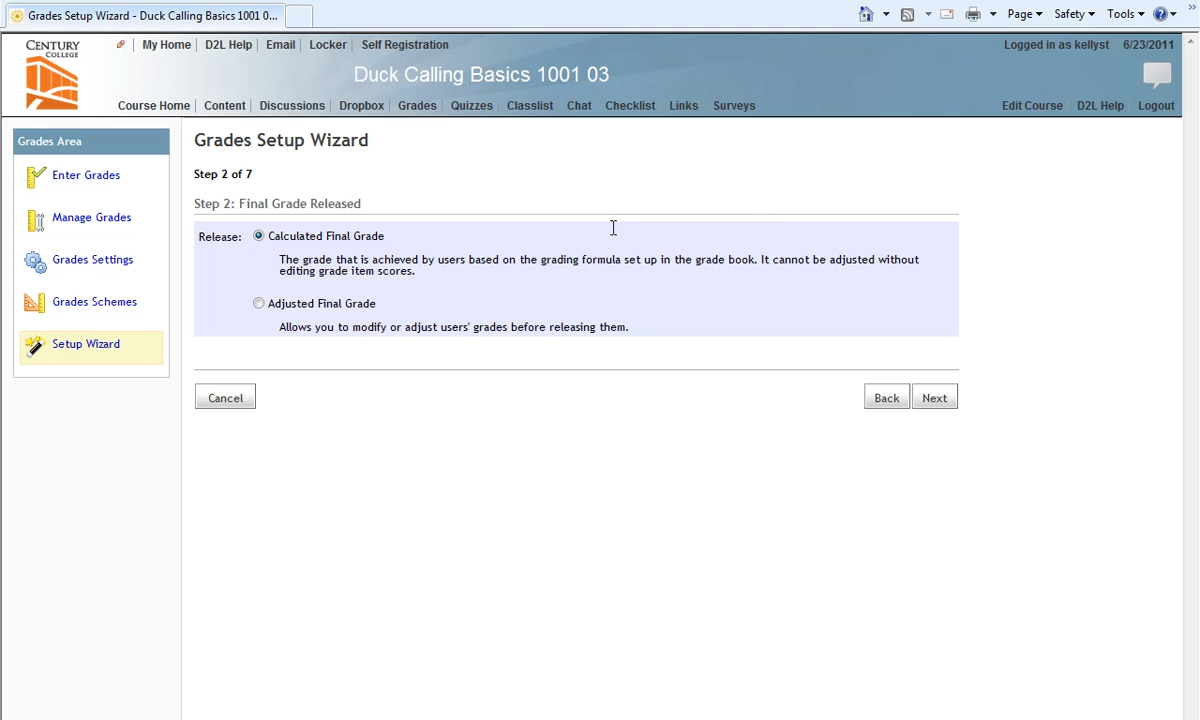 Grades Setup Wizard - Duck Calling Basics 1001 0...
Page Safety Tools
CENTURY COLLEGE
My Home D2L Help Email Locker Self Registration
Logged in as kellyst 6/23/2011
Duck Calling Basics 1001 03
Course Home Content Discussions Dropbox Grades Quizzes Classlist Chat Checklist Links Surveys
Edit Course D2L Help Logout
Grades Area
Enter Grades
Manage Grades
Grades Settings
Grades Schemes
Setup Wizard
Grades Setup Wizard
Step 2 of 7
Step 2: Final Grade Released
Release: Calculated Final Grade
The grade that is achieved by users based on the grading formula set up in the grade book. It cannot be adjusted without
editing grade item scores.
Adjusted Final Grade
Allows you to modify or adjust users' grades before releasing them.
Cancel Back Next